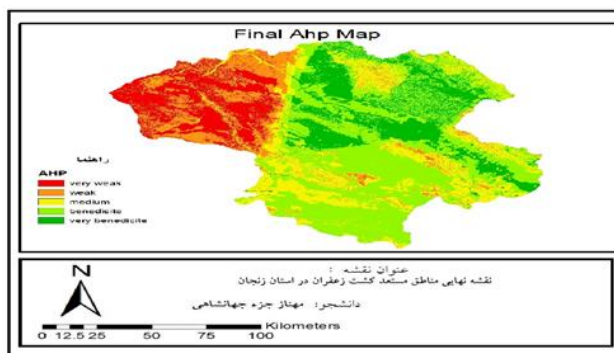 Final Ahp Map
راهنما
AHP
very weak
weak
medium
benedicite
very benedicite
عنوان نقشه :
نقشه نهایی مناطق مستعد کشت زعفران در استان زنجان
دانشجو: مهناز جزء جهانشاهی
N
Kilometers
0 12.5 25 50 75 100